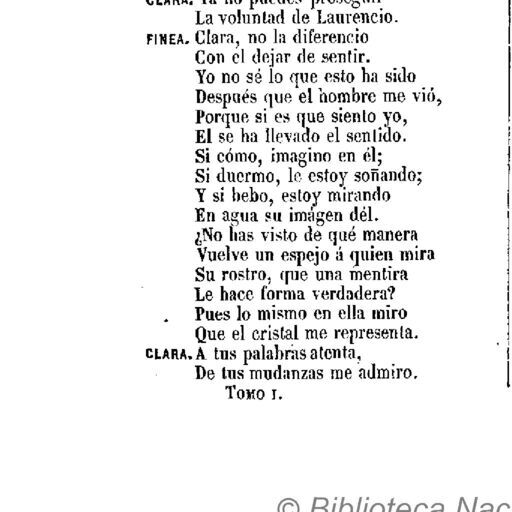 CLARA. Ya no puedes proseguir
La voluntad de Laurencio.
FINEA. Clara, no la diferencio
Con el dejar de sentir.
Yo no sé lo que esto ha sido
Después que el hombre me vió,
Porque si es que siento yo,
El se ha llevado el sentido.
Si cómo, imagino en él;
Si duermo, le estoy soñando;
Y si bebo, estoy mirando
En agua su imágen dél.
¿No has visto de qué manera
Vuelve un espejo á quien mira
Su rostro, que una mentira
Le hace forma verdadera?
Pues lo mismo en ella miro
Que el cristal me representa.
CLARA. A tus palabras atenta,
De tus mudanzas me admiro.
TOMO I.
© Biblioteca Nac